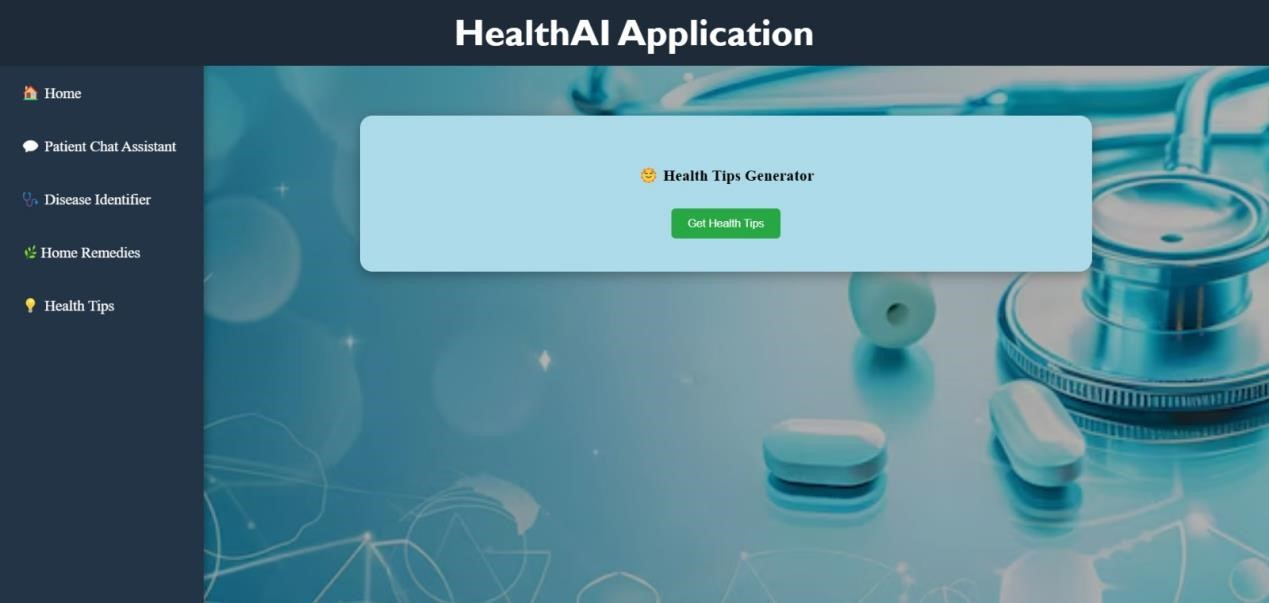 HealthAI Application
🏠 Home
💬 Patient Chat Assistant
🩺 Disease Identifier
🌿 Home Remedies
💡 Health Tips
😊 Health Tips Generator
Get Health Tips